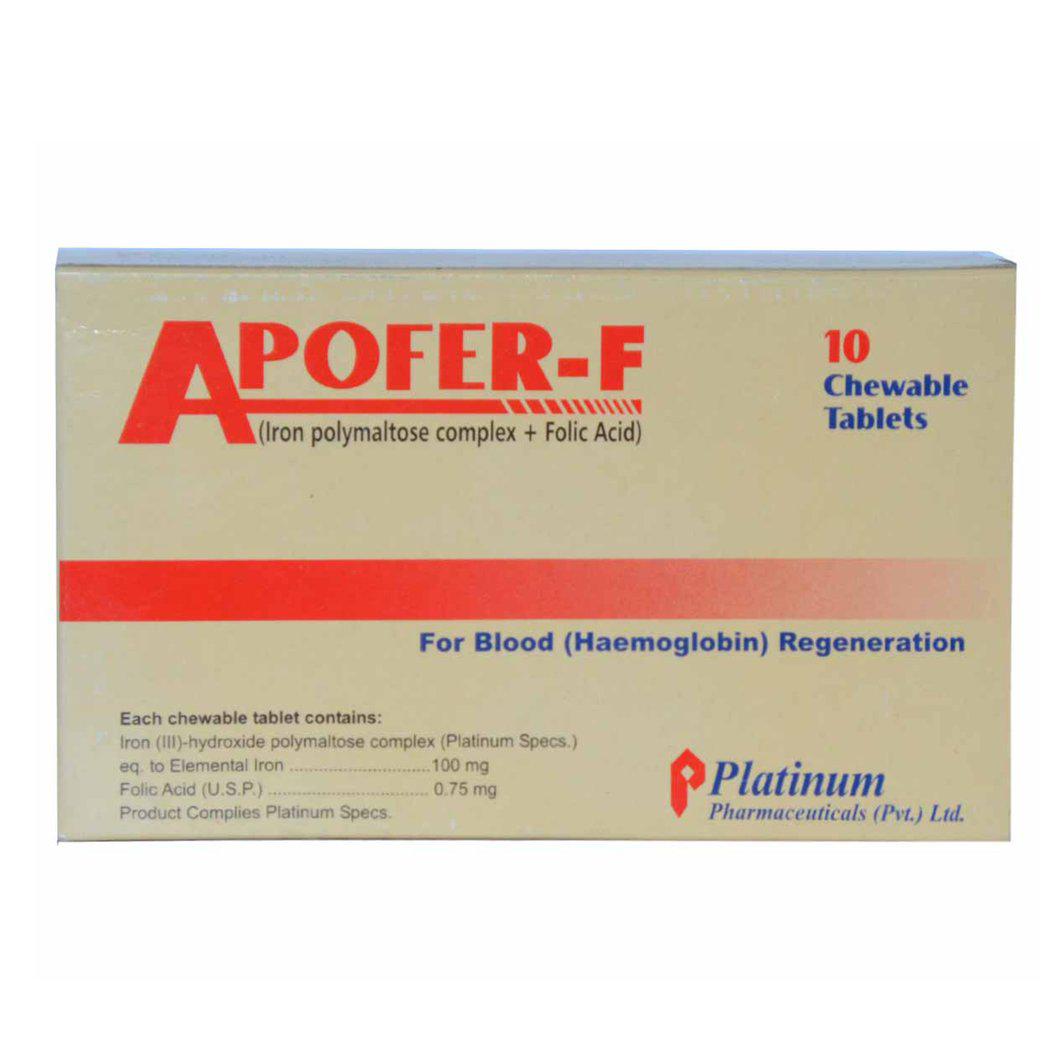 APOFER-F
(Iron polymaltose complex + Folic Acid)
10
Chewable
Tablets
For Blood (Haemoglobin) Regeneration
Each chewable tablet contains:
Iron (III)-hydroxide polymaltose complex (Platinum Specs.)
eq. to Elemental Iron ............................100 mg
Folic Acid (U.S.P.) ................................ 0.75 mg
Product Complies Platinum Specs.
Platinum
Pharmaceuticals (Pvt.) Ltd.